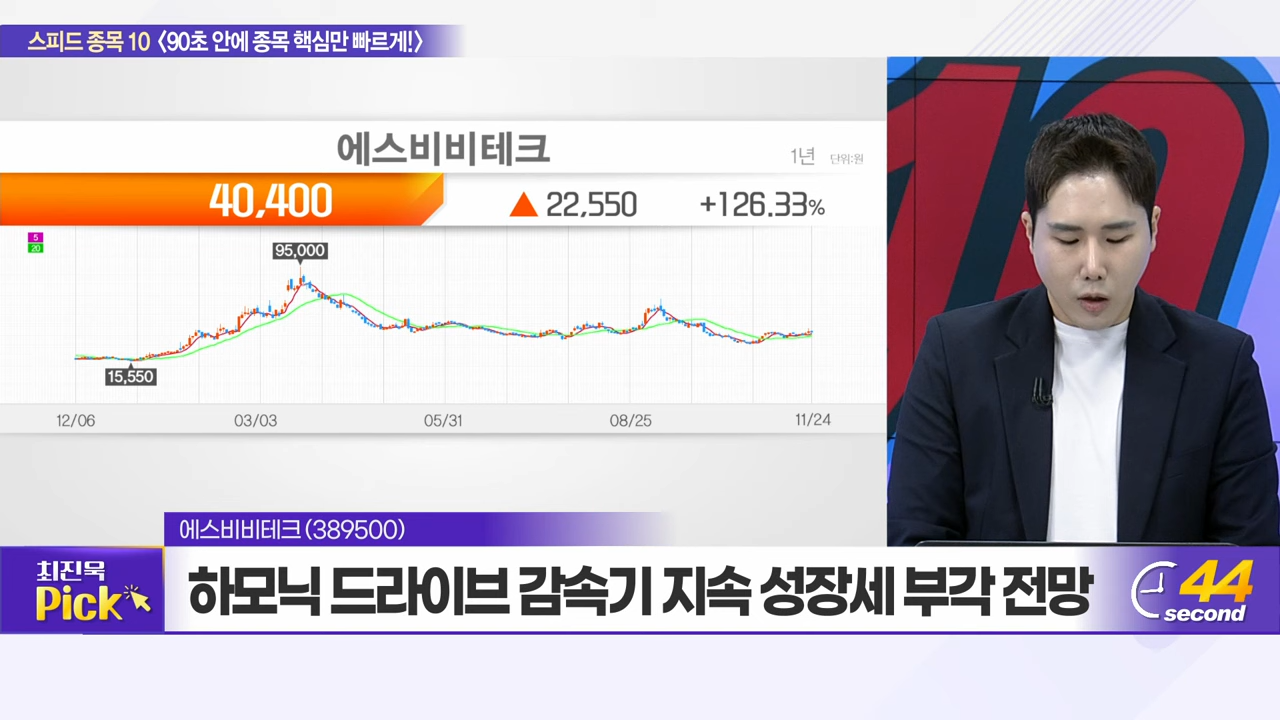 스피드 종목 10 〈90초 안에 종목 핵심만 빠르게!〉
에스비비테크
1년 단위:원
40,400 ▲ 22,550 +126.33%
5
20
95,000
15,550
12/06 03/03 05/31 08/25 11/24
10
에스비비테크(389500)
최진욱
Pick
하모닉 드라이브 감속기 지속 성장세 부각 전망
44
second